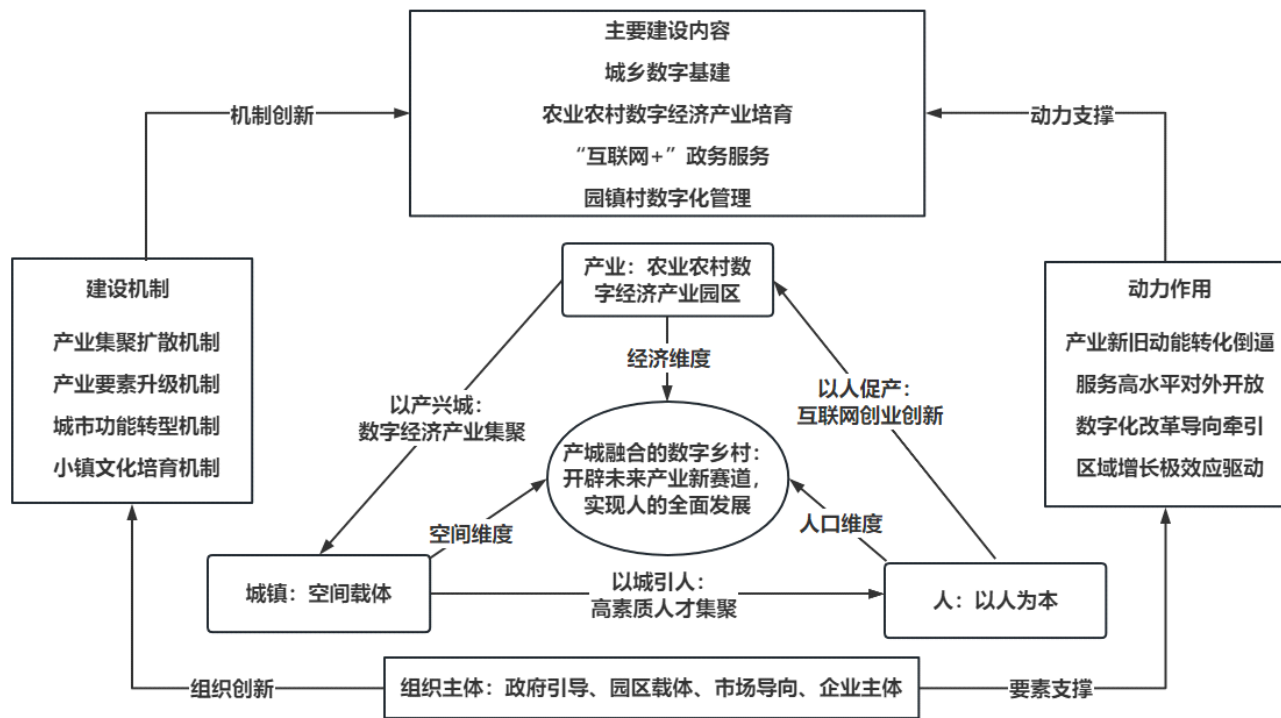 主要建设内容
城乡数字基建
农业农村数字经济产业培育
“互联网+”政务服务
园镇村数字化管理
机制创新
动力支撑
建设机制
产业集聚扩散机制
产业要素升级机制
城市功能转型机制
小镇文化培育机制
产业：农业农村数
字经济产业园区
动力作用
产业新旧动能转化倒逼
服务高水平对外开放
数字化改革导向牵引
区域增长极效应驱动
经济维度
以产兴城：
数字经济产业集聚
以人促产：
互联网创业创新
产城融合的数字乡村：
开辟未来产业新赛道，
实现人的全面发展
空间维度
人口维度
城镇：空间载体
以城引人：
高素质人才集聚
人：以人为本
组织创新
组织主体：政府引导、园区载体、市场导向、企业主体
要素支撑